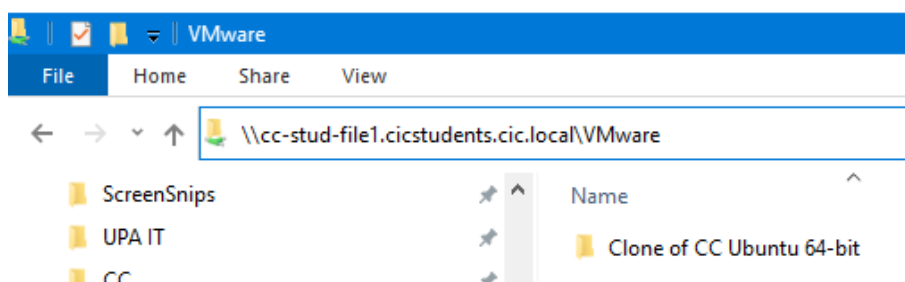 VMware
File Home Share View
\\cc-stud-file1.cicstudents.cic.local\VMware
ScreenSnips
Name
UPA IT
Clone of CC Ubuntu 64-bit
CC